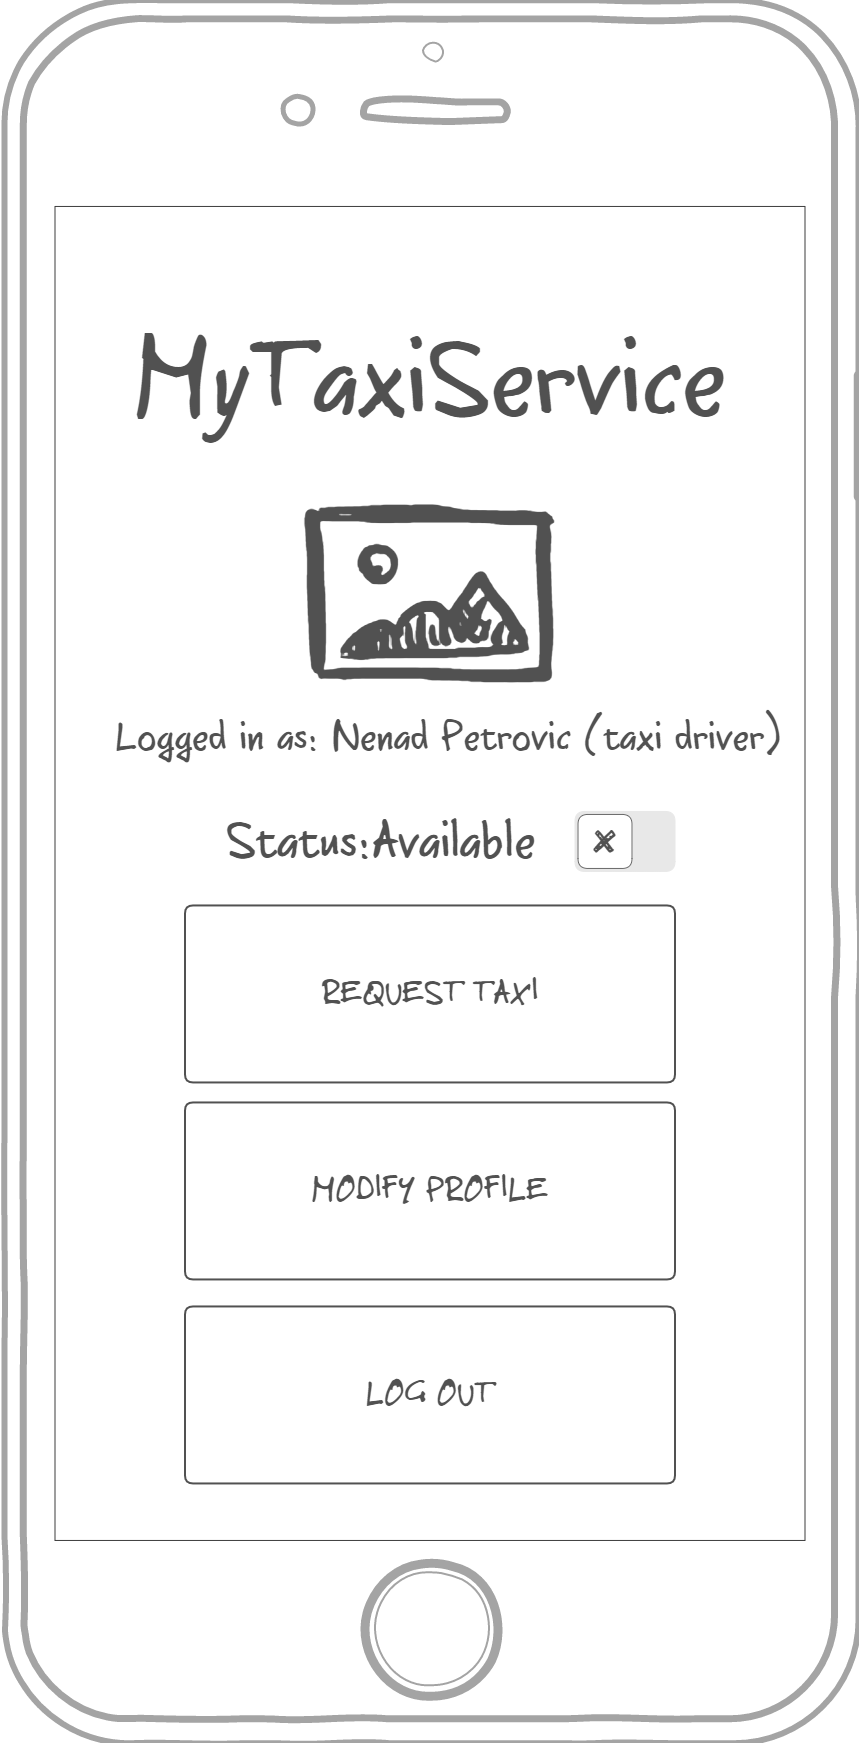 MyTaxiService
Logged in as: Nenad Petrovic (taxi driver)
Status:Available
REQUEST TAXI
MODIFY PROFILE
LOG OUT